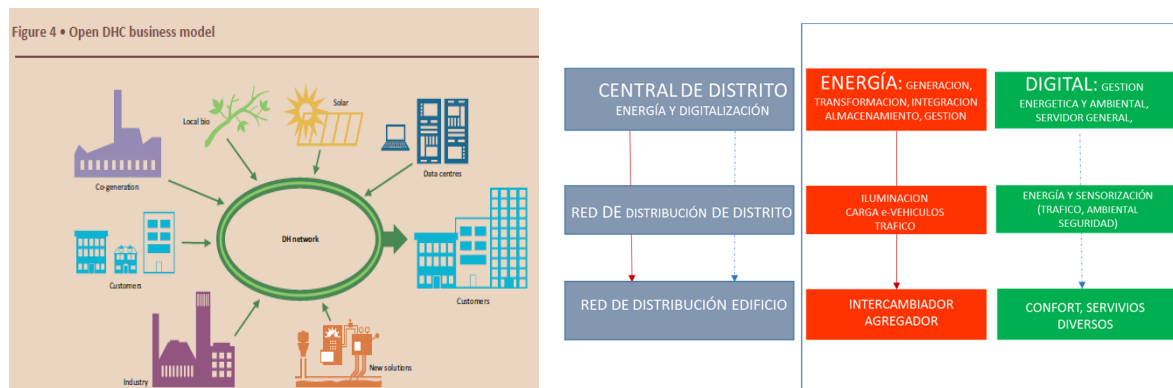 Figure 4 • Open DHC business model
Solar
Local bio
Co-generation
Data centres
DH network
Customers
Customers
Industry
New solutions
CENTRAL DE DISTRITO
ENERGÍA Y DIGITALIZACIÓN
RED DE DISTRIBUCIÓN DE DISTRITO
RED DE DISTRIBUCIÓN EDIFICIO
ENERGÍA: GENERACION,
TRANSFORMACION, INTEGRACION
ALMACENAMIENTO, GESTION
ILUMINACION
CARGA e-VEHICULOS
TRAFICO
INTERCAMBIADOR
AGREGADOR
DIGITAL: GESTION
ENERGETICA Y AMBIENTAL,
SERVIDOR GENERAL,
ENERGÍA Y SENSORIZACIÓN
(TRAFICO, AMBIENTAL
SEGURIDAD)
CONFORT, SERVIVIOS
DIVERSOS